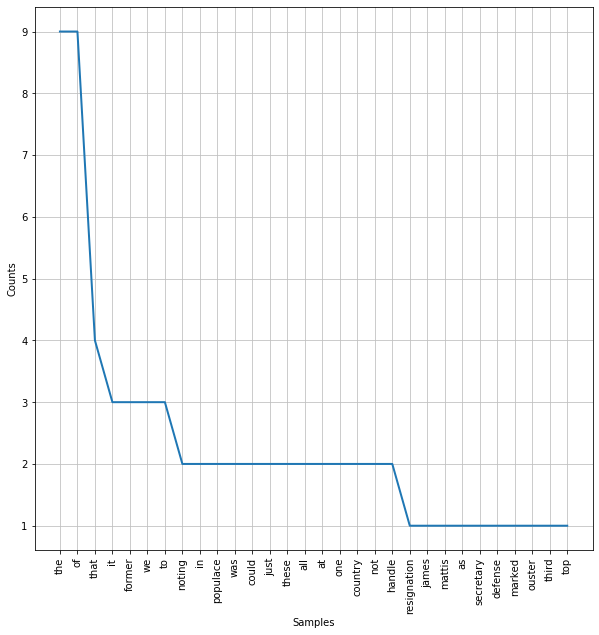 9
8
7
6
5
4
3
2
1
Counts
the
of
that
it
former
we
to
noting
in
populace
was
could
just
these
all
at
one
country
not
handle
resignation
james
mattis
as
secretary
defense
marked
ouster
third
top
Samples